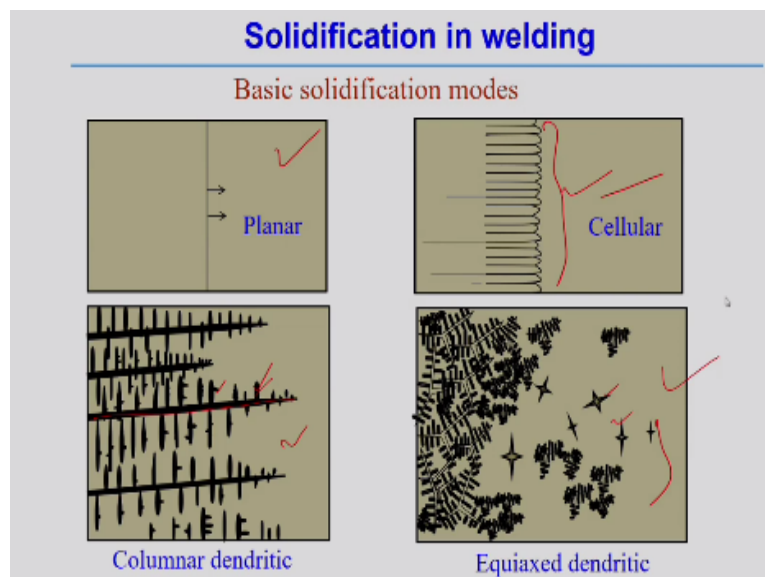 Solidification in welding
Basic solidification modes
Planar
Cellular
Columnar dendritic
Equiaxed dendritic